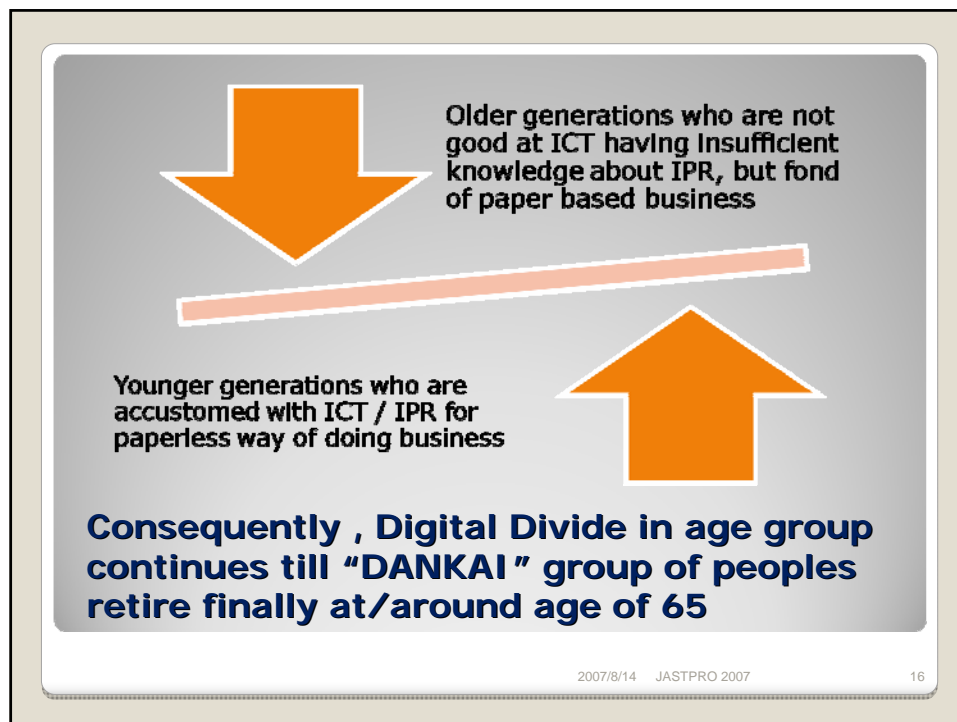 Older generations who are not
good at ICT having insufficient
knowledge about IPR, but fond
of paper based business
Younger generations who are
accustomed with ICT / IPR for
paperless way of doing business
Consequently , Digital Divide in age group
continues till “DANKAI” group of peoples
retire finally at/around age of 65
2007/8/14 JASTPRO 2007 16